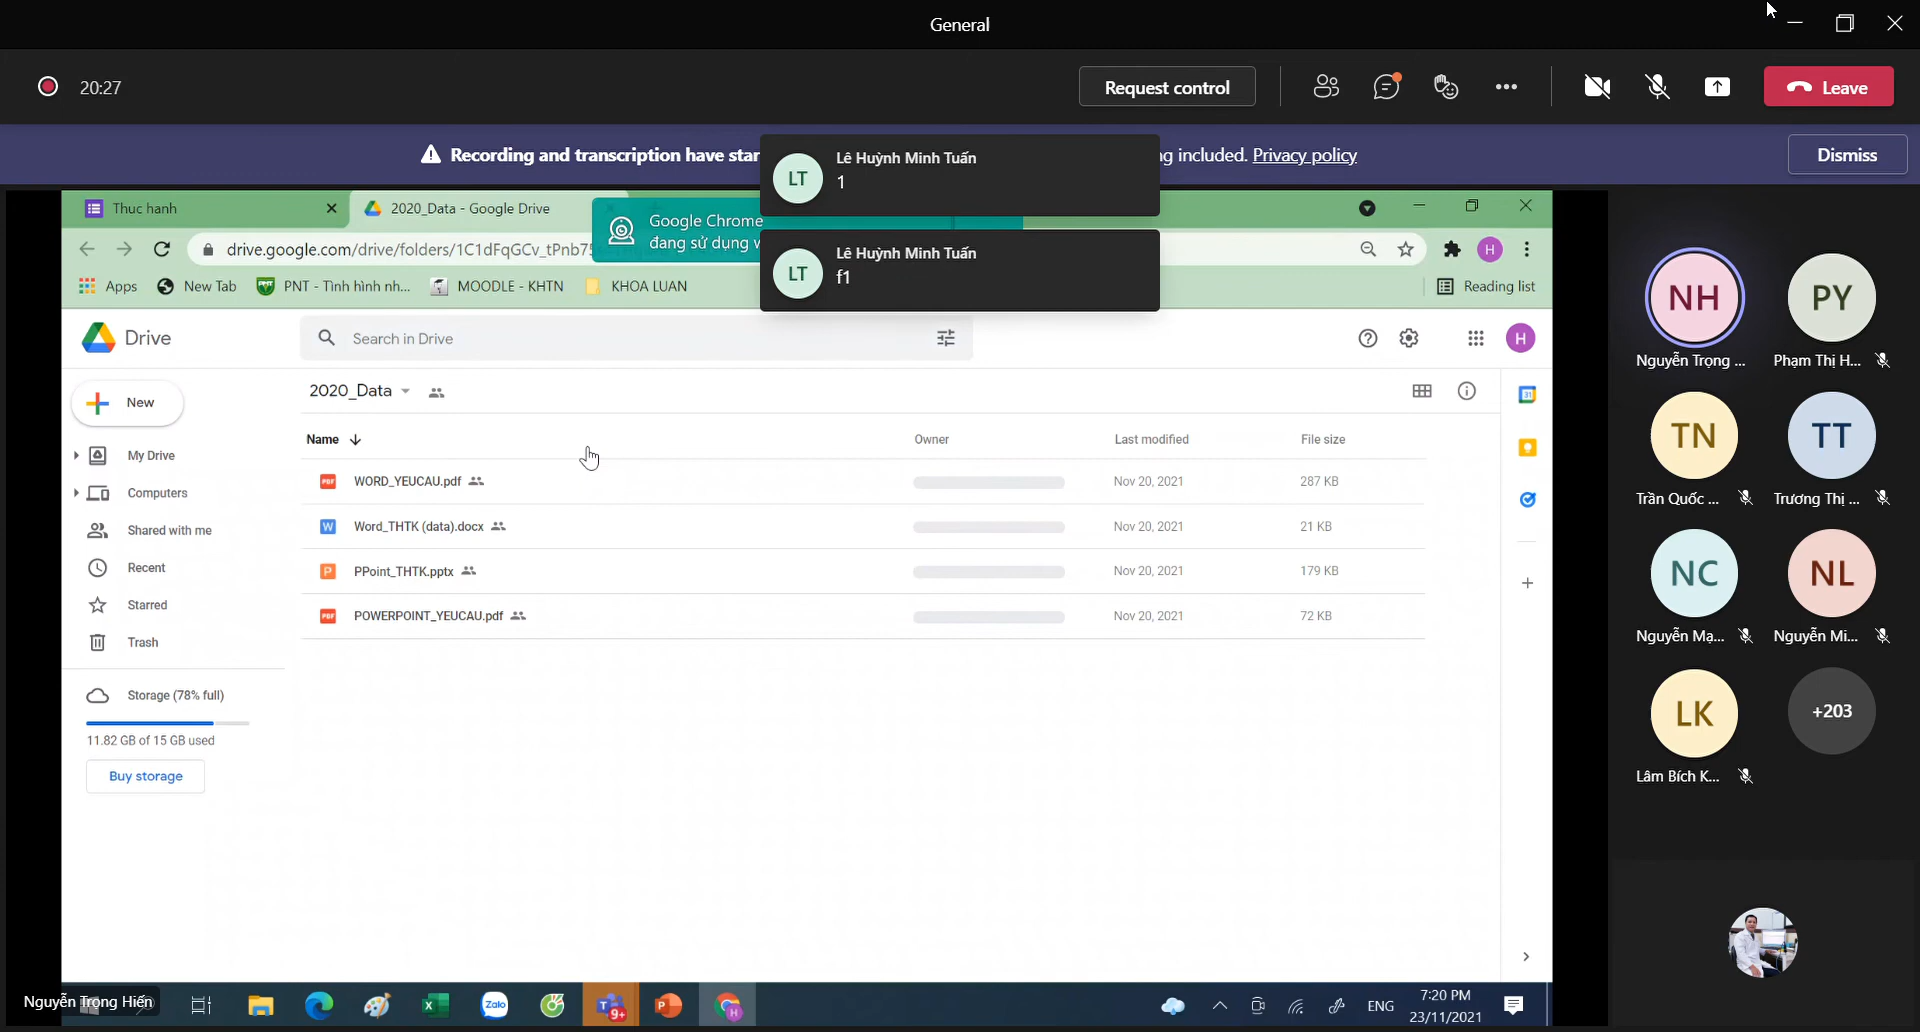 General
20:27
Request control
Leave
Recording and transcription have star
g included. Privacy policy
Dismiss
LT
Lê Huỳnh Minh Tuấn
1
LT
Lê Huỳnh Minh Tuấn
f1
Thuc hanh
2020_Data - Google Drive
Google Chrome
đang sử dụng
drive.google.com/drive/folders/1C1dFqGCv_tPnb7
H
Apps
New Tab
PNT - Tình hình nh...
MOODLE - KHTN
KHOA LUAN
Reading list
Drive
Search in Drive
H
New
2020_Data
31
Name
Owner
Last modified
File size
My Drive
Computers
Shared with me
Recent
Starred
Trash
PDF WORD_YEUCAU.pdf
Nov 20, 2021
287 KB
W Word_THTK (data).docx
Nov 20, 2021
21 KB
P PPoint_THTK.pptx
Nov 20, 2021
179 KB
PDF POWERPOINT_YEUCAU.pdf
Nov 20, 2021
72 KB
Storage (78% full)
11.82 GB of 15 GB used
Buy storage
NH
Nguyễn Trọng ...
PY
Phạm Thị H...
TN
Trần Quốc ...
TT
Trương Thị ...
NC
Nguyễn Mạ...
NL
Nguyễn Mi...
LK
Lâm Bích K...
+203
Nguyễn Trọng Hiến
Zalo
9+
P
H
ENG
7:20 PM
23/11/2021